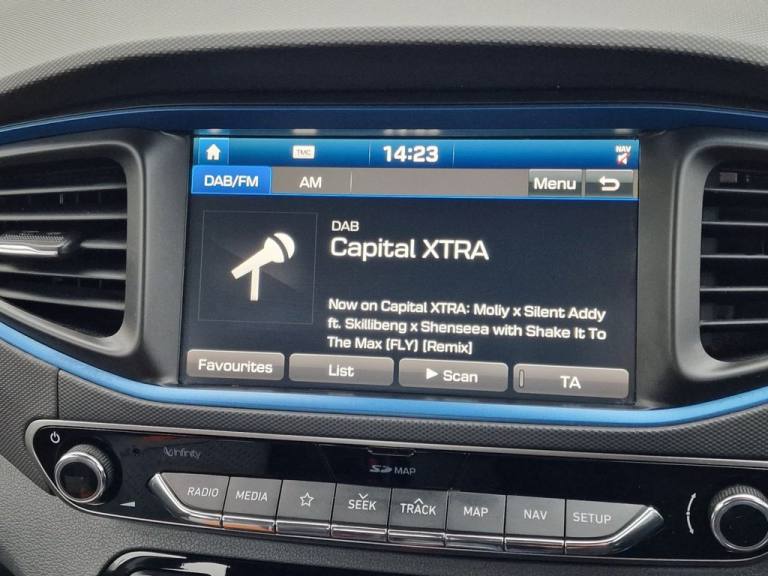 TMC
14:23
NAV
DAB/FM
AM
Menu
DAB
Capital XTRA
Now on Capital XTRA: Moliy x Silent Addy
ft. Skillibeng x Shenseea with Shake It To
The Max (FLY) [Remix]
Favourites
List
Scan
TA
Infinity
SD MAP
RADIO
MEDIA
SEEK
TRACK
MAP
NAV
SETUP